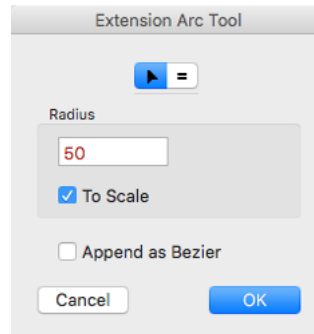 Extension Arc Tool
=
Radius
50
To Scale
Append as Bezier
Cancel OK